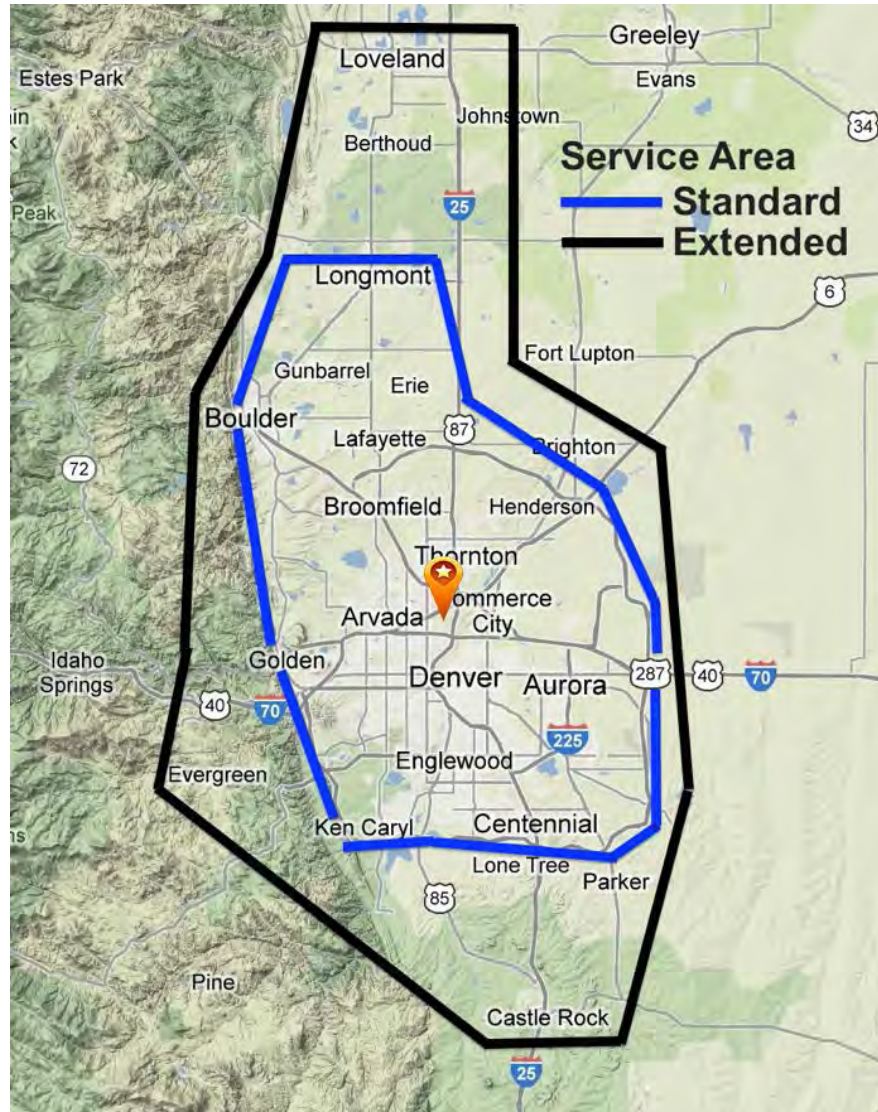 Greeley
Loveland
Estes Park
Evans
Johnstown
34
Berthoud
Service Area
25
Standard
Peak
Extended
Longmont
6
Fort Lupton
Gunbarrel
Erie
Boulder
87
Lafayette
Brighton
72
Broomfield
Henderson
Thornton
ommerce
City
Arvada
Idaho
Springs
Golden
Denver
Aurora
287
40
70
40
70
225
Englewood
Evergreen
Ken Caryl
Centennial
Lone Tree
Parker
85
Pine
Castle Rock
25